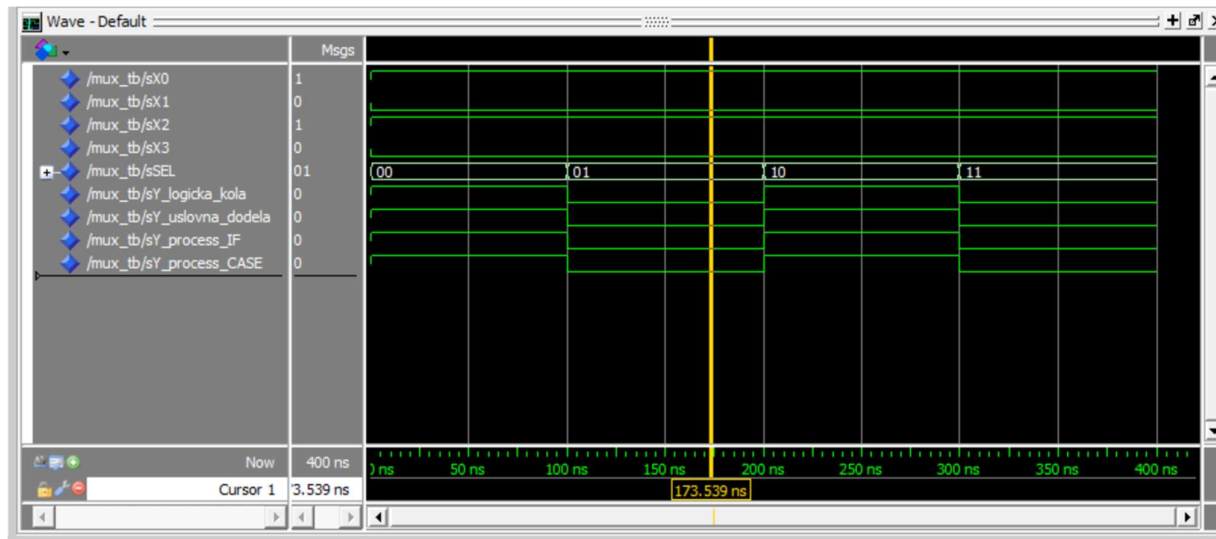 Wave - Default
Msgs
/mux_tb/sX0 1
/mux_tb/sX1 0
/mux_tb/sX2 1
/mux_tb/sX3 0
/mux_tb/sSEL 01 00 01 10 11
/mux_tb/sY_logicka_kola 0
/mux_tb/sY_uslovna_dodela 0
/mux_tb/sY_process_IF 0
/mux_tb/sY_process_CASE 0
Now 400 ns ns 50 ns 100 ns 150 ns 200 ns 250 ns 300 ns 350 ns 400 ns
Cursor 1 3.539 ns 173.539 ns